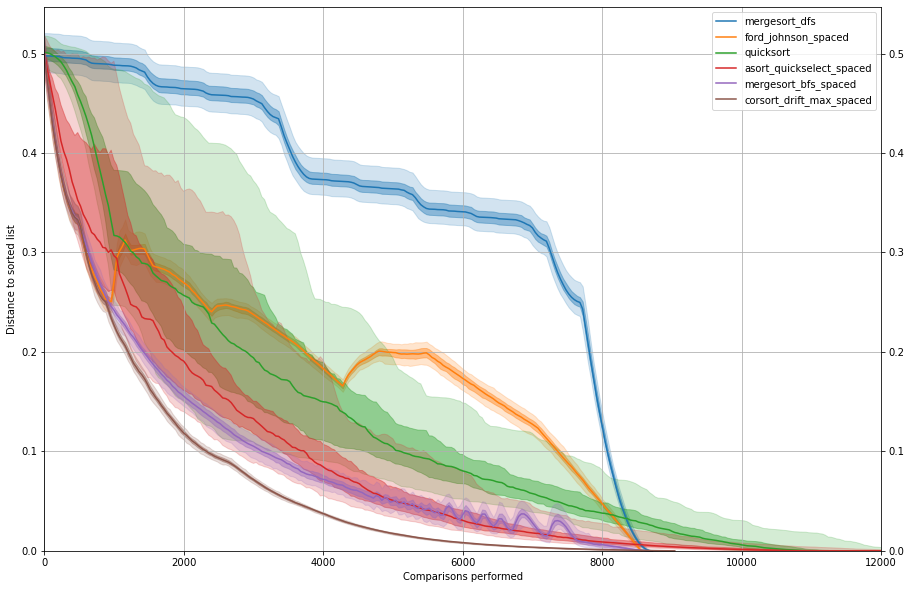 mergesort_dfs
ford_johnson_spaced
quicksort
asort_quickselect_spaced
mergesort_bfs_spaced
corsort_drift_max_spaced
0.5 0.5
0.4 0.4
0.3 0.3
0.2 0.2
0.1 0.1
0.0 0.0
Distance to sorted list
0 2000 4000 6000 8000 10000 12000
Comparisons performed